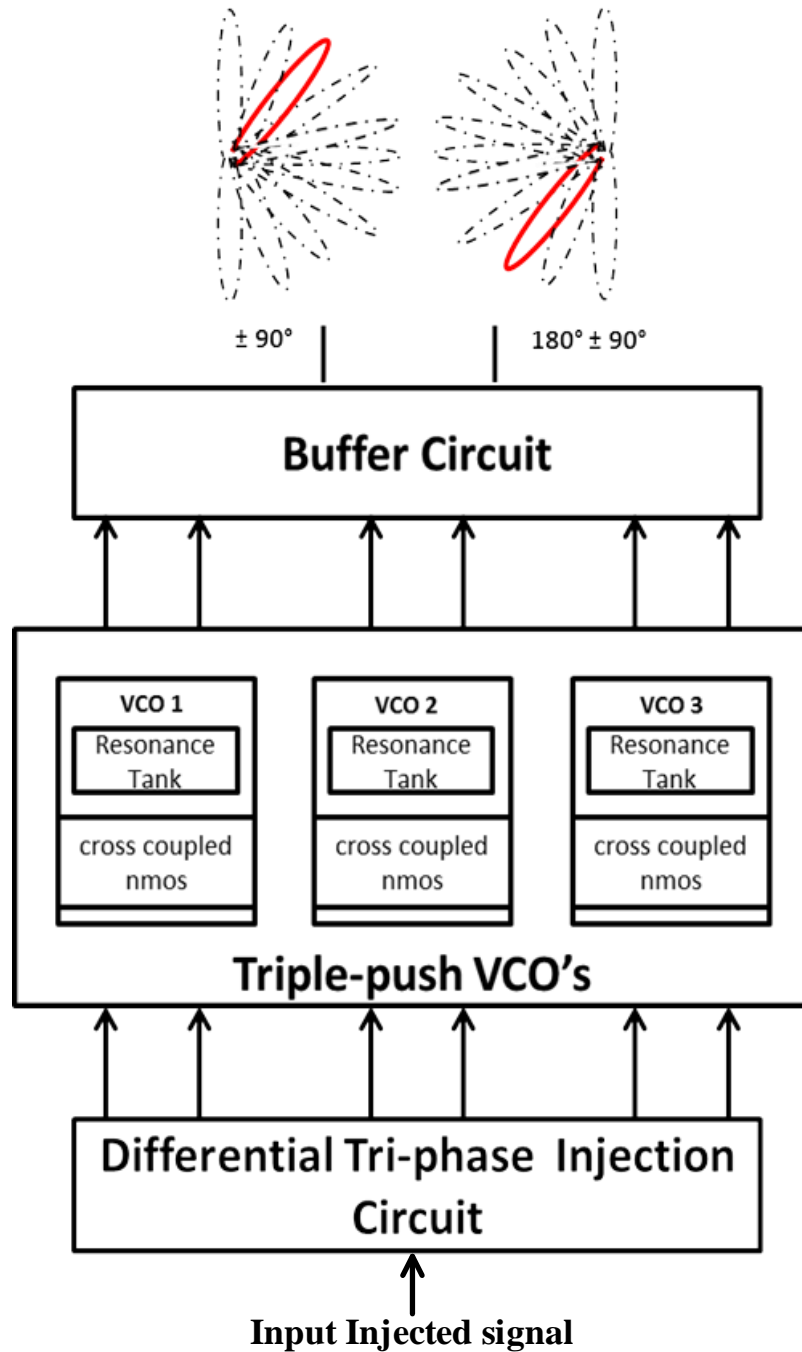 ± 90°
180° ± 90°
Buffer Circuit
VCO 1
Resonance
Tank
cross coupled
nmos
VCO 2
Resonance
Tank
cross coupled
nmos
VCO 3
Resonance
Tank
cross coupled
nmos
Triple-push VCO's
Differential Tri-phase Injection
Circuit
Input Injected signal